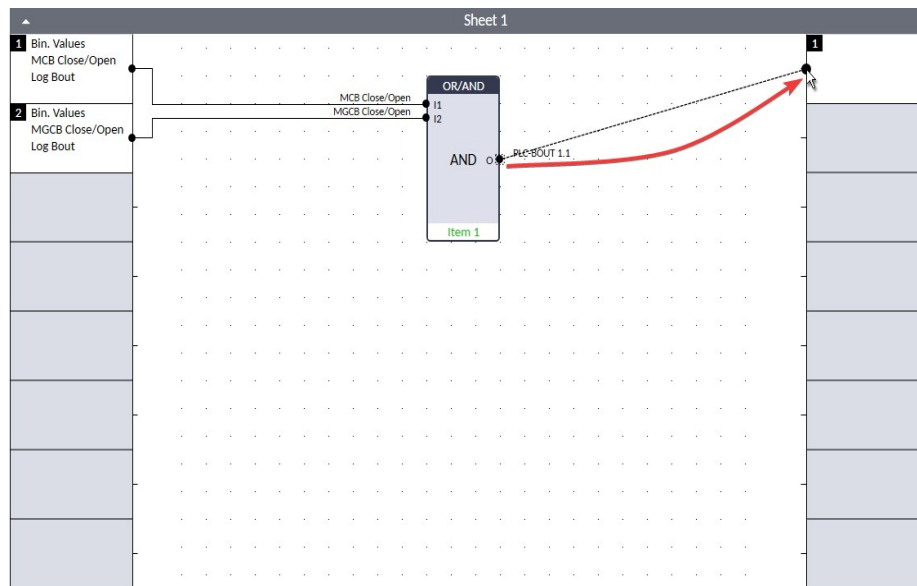 Sheet 1
1 Bin. Values
MCB Close/Open
Log Bout
2 Bin. Values
MGCB Close/Open
Log Bout
MCB Close/Open
MGCB Close/Open
OR/AND
I1
I2
AND O
Item 1
PLC-BOUT 1.1
1